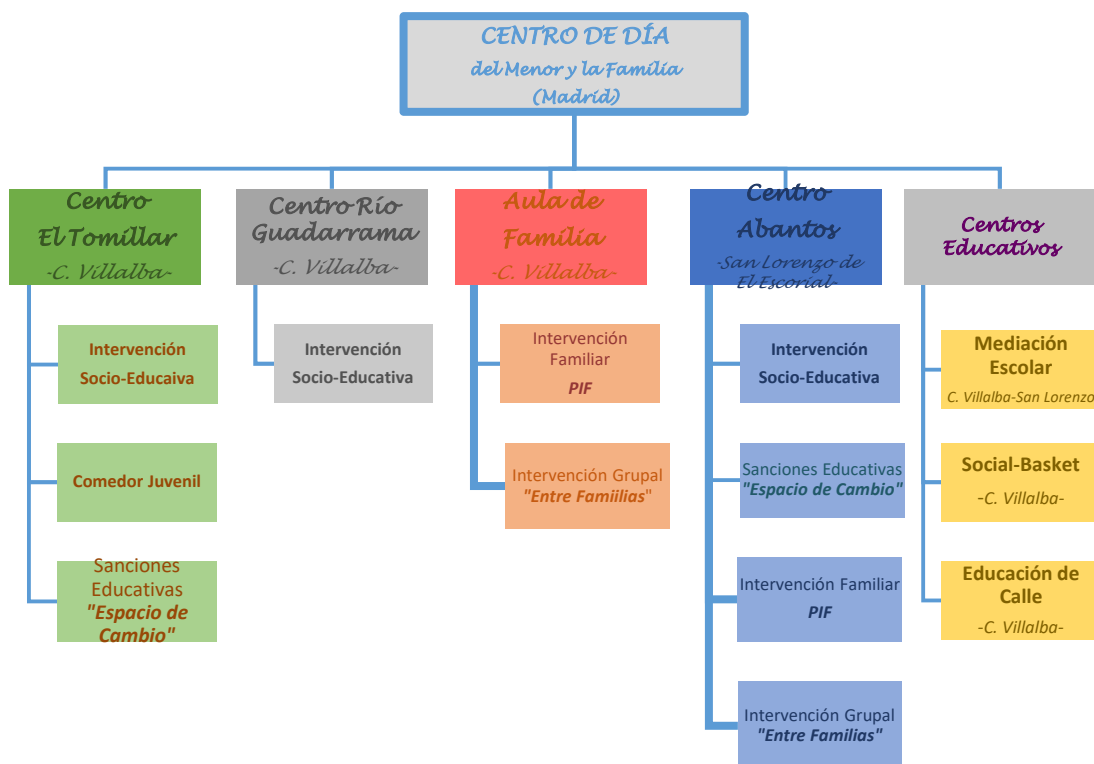 CENTRO DE DÍA
del Menor y la Familia
(Madrid)
Centro
El Tomillar
-C. Villalba-
Intervención
Socio-Educaiva
Comedor Juvenil
Sanciones
Educativas
"Espacio de
Cambio"
Centro Río
Guadarrama
-C. Villalba-
Intervención
Socio-Educativa
Aula de
Familia
-C. Villalba-
Intervención
Familiar
PIF
Intervención Grupal
"Entre Famiilias"
Centro
Abantos
-San Lorenzo de
El Escorial-
Intervención
Socio-Educativa
Sanciones Educativas
"Espacio de Cambio"
Intervención Familiar
PIF
Intervención Grupal
"Entre Familias"
Centros
Educativos
Mediación
Escolar
C. Villalba-San Lorenzo
Social-Basket
-C. Villalba-
Educación de
Calle
-C. Villalba-